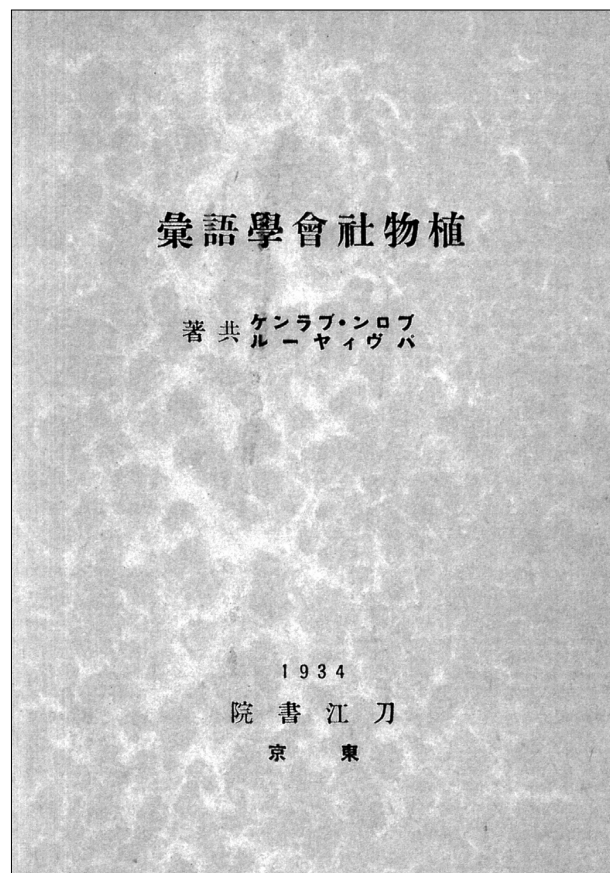 植物社會學語彙
ブロン・ブランケ
パヴィヤール
共著
1934
刀江書院
東京